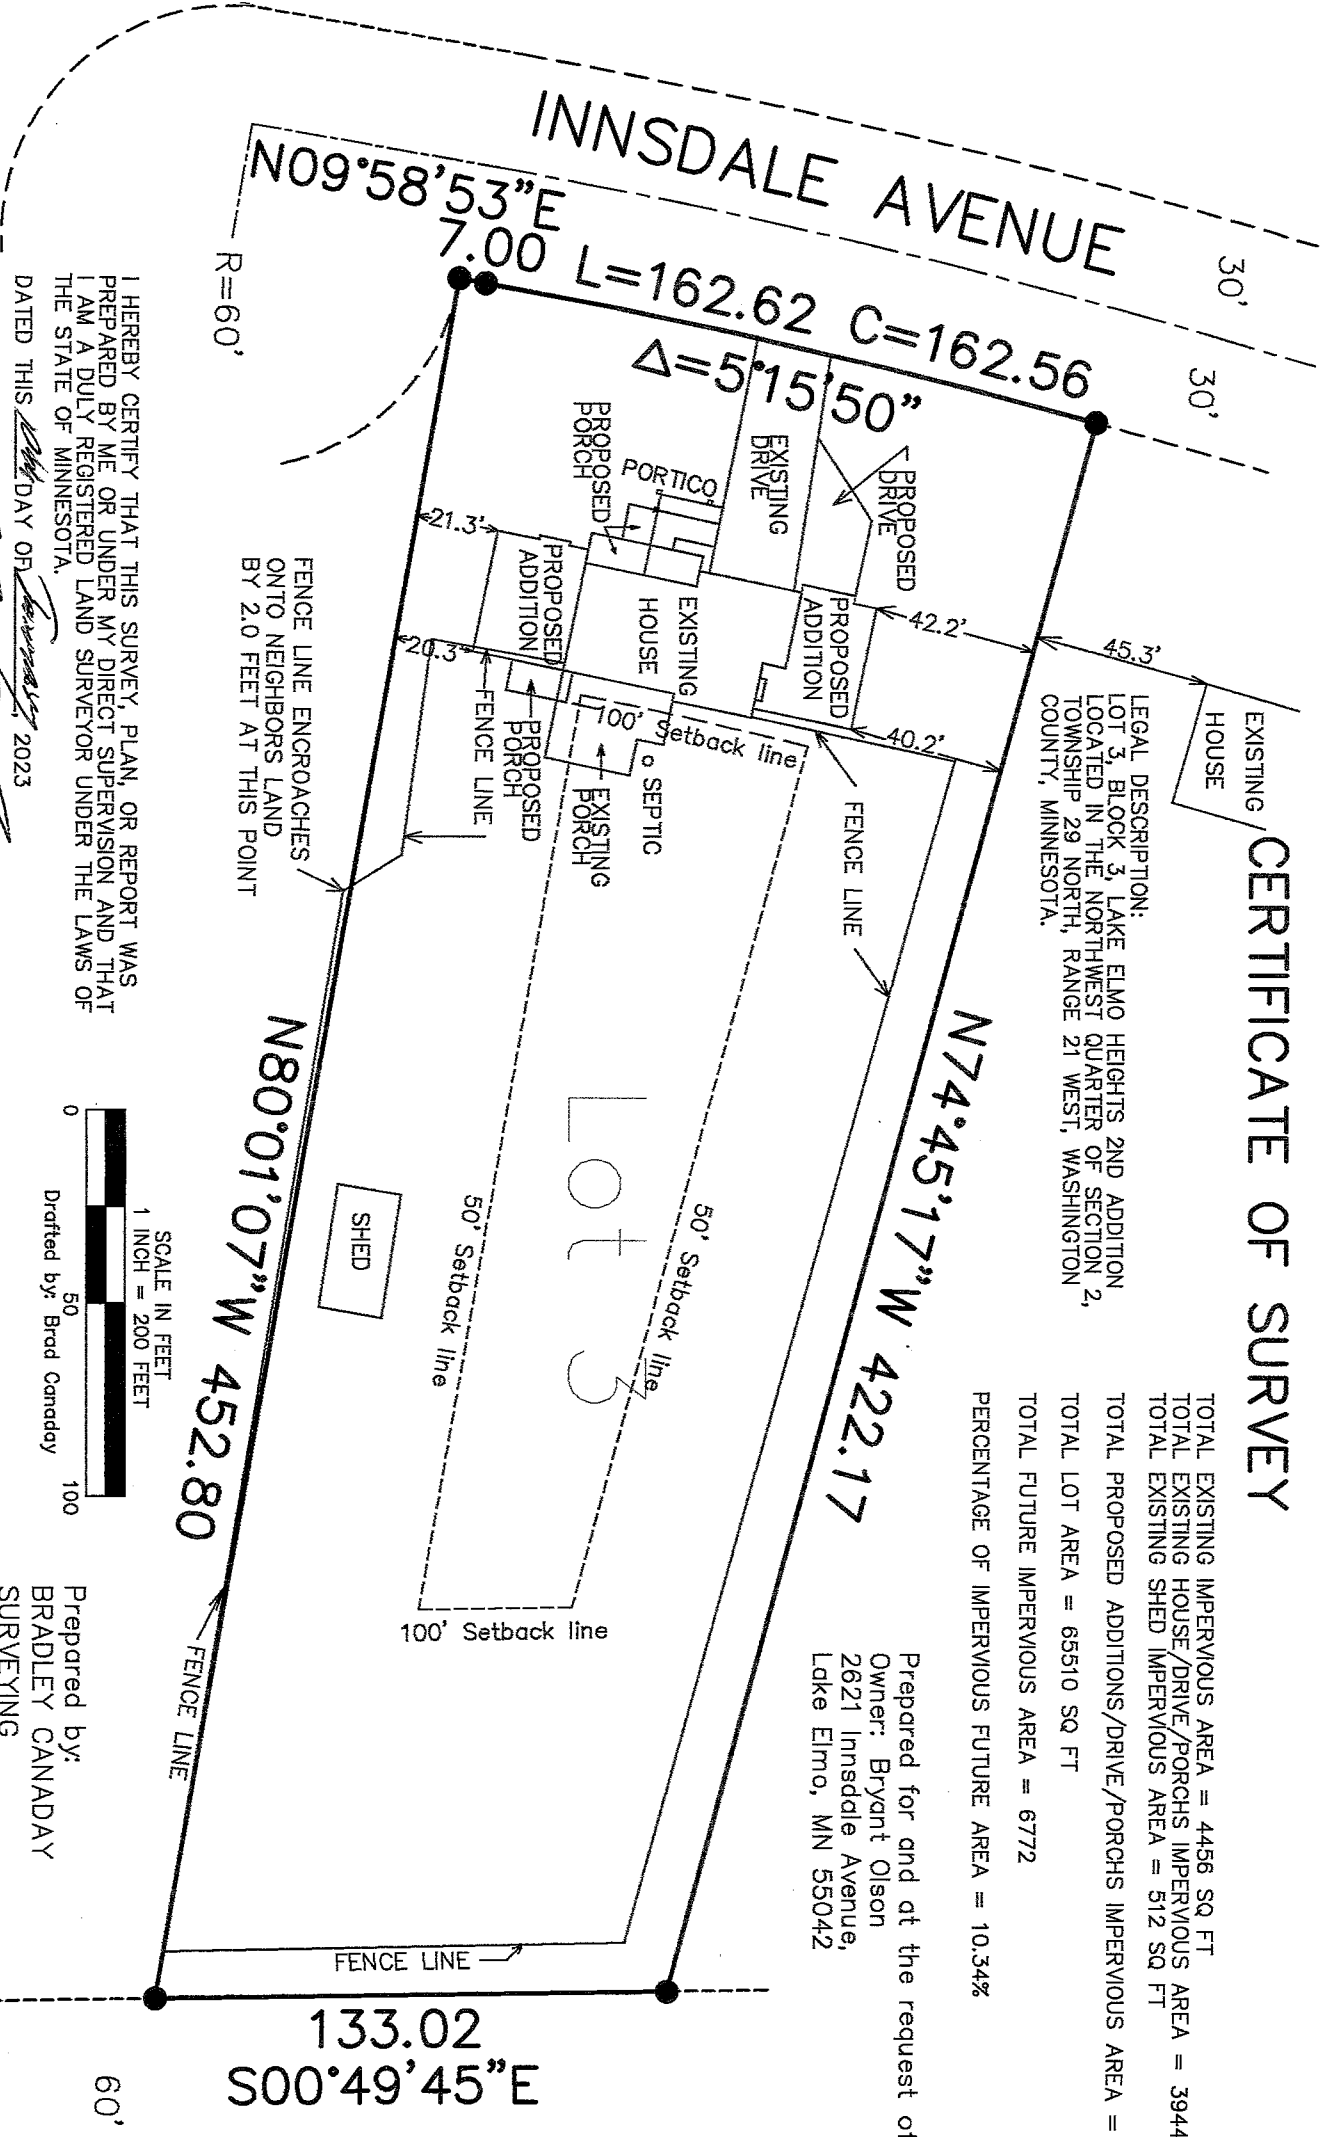 CERTIFICATE OF SURVEY
TOTAL EXISTING IMPERVIOUS AREA = 4456 SQ FT
TOTAL EXISTING HOUSE/DRIVE/PORCHS IMPERVIOUS AREA = 3944
TOTAL EXISTING SHED IMPERVIOUS AREA = 512 SQ FT
TOTAL PROPOSED ADDITIONS/DRIVE/PORCHS IMPERVIOUS AREA =
TOTAL LOT AREA = 65510 SQ FT
TOTAL FUTURE IMPERVIOUS AREA = 6772
PERCENTAGE OF IMPERVIOUS FUTURE AREA = 10.34%
LEGAL DESCRIPTION:
LOT 3, BLOCK 3, LAKE ELMO HEIGHTS 2ND ADDITION
LOCATED IN THE NORTHWEST QUARTER OF SECTION 2,
TOWNSHIP 29 NORTH, RANGE 21 WEST, WASHINGTON
COUNTY, MINNESOTA.
Prepared for and at the request of
Owner: Bryant Olson
2621 Innsdale Avenue,
Lake Elmo, MN 55042
INNSDALE AVENUE
30'
30'
EXISTING
HOUSE
45.3'
N09°58'53"E
7.00
L=162.62 C=162.56
Δ=5°15'50"
R=60'
PROPOSED
DRIVE
EXISTING
DRIVE
PORTICO
PROPOSED
PORCH
42.2'
PROPOSED
ADDITION
40.2'
EXISTING
HOUSE
PROPOSED
ADDITION
21.3'
20.3'
100' Setback line
SEPTIC
EXISTING
PORCH
PROPOSED
PORCH
FENCE LINE
FENCE LINE
FENCE LINE ENCROACHES
ONTO NEIGHBORS LAND
BY 2.0 FEET AT THIS POINT
N74°45'17"W 422.17
50' Setback line
Lot 3
50' Setback line
SHED
100' Setback line
N80°01'07"W 452.80
FENCE LINE
FENCE LINE
133.02
S00°49'45"E
60'
I HEREBY CERTIFY THAT THIS SURVEY, PLAN, OR REPORT WAS
PREPARED BY ME OR UNDER MY DIRECT SUPERVISION AND THAT
I AM A DULY REGISTERED LAND SURVEYOR UNDER THE LAWS OF
THE STATE OF MINNESOTA.
DATED THIS DAY OF January, 2023
SCALE IN FEET
1 INCH = 200 FEET
0 50 100
Drafted by: Brad Canaday
Prepared by:
BRADLEY CANADAY
SURVEYING